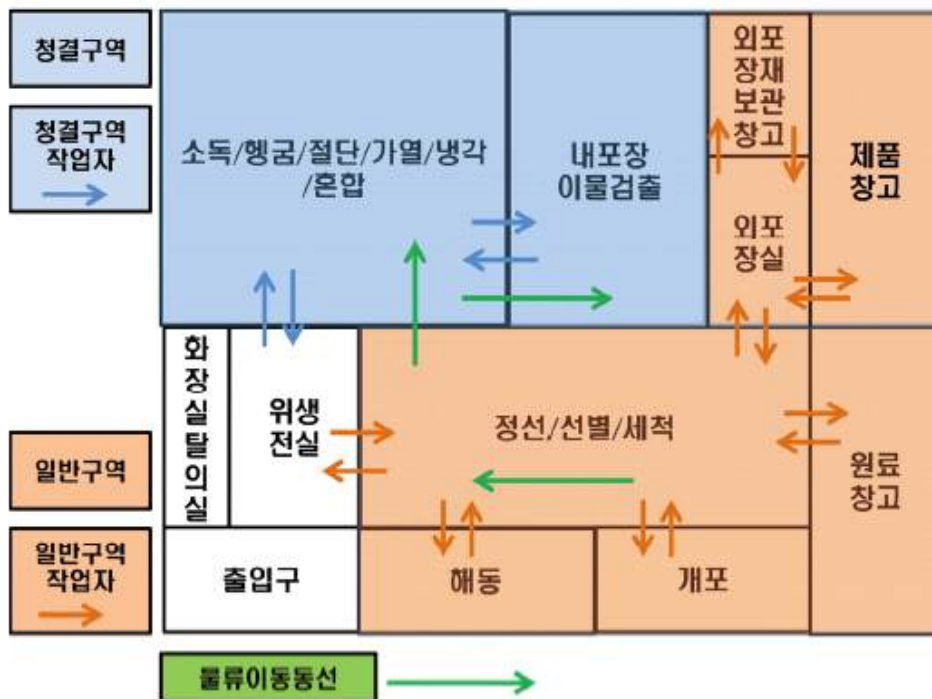 청결구역
청결구역
작업자
소독/헹굼/절단/가열/냉각
/혼합
내포장
이물검출
외포
장재
보관
창고
외포
장실
제품
창고
화
장
실
탈
의
실
위생
전실
정선/선별/세척
원료
창고
일반구역
일반구역
작업자
출입구
해동
개포
물류이동동선